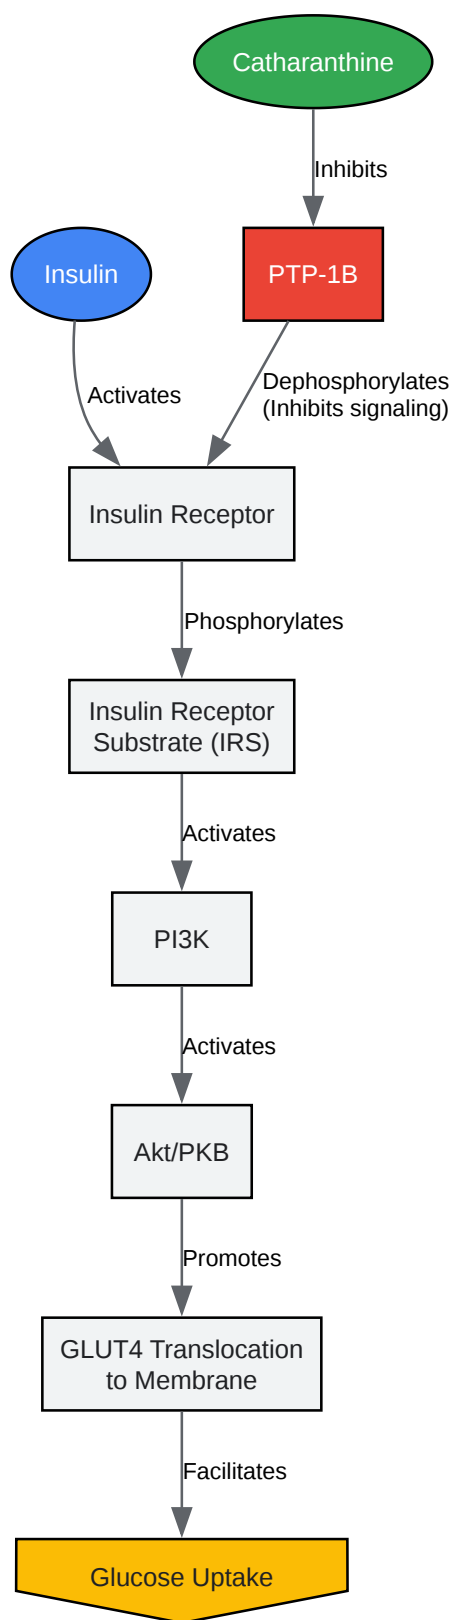 Catharanthine
Inhibits
Insulin
PTP-1B
Activates
Dephosphorylates
(Inhibits signaling)
Insulin Receptor
Phosphorylates
Insulin Receptor
Substrate (IRS)
Activates
PI3K
Activates
Akt/PKB
Promotes
GLUT4 Translocation
to Membrane
Facilitates
Glucose Uptake